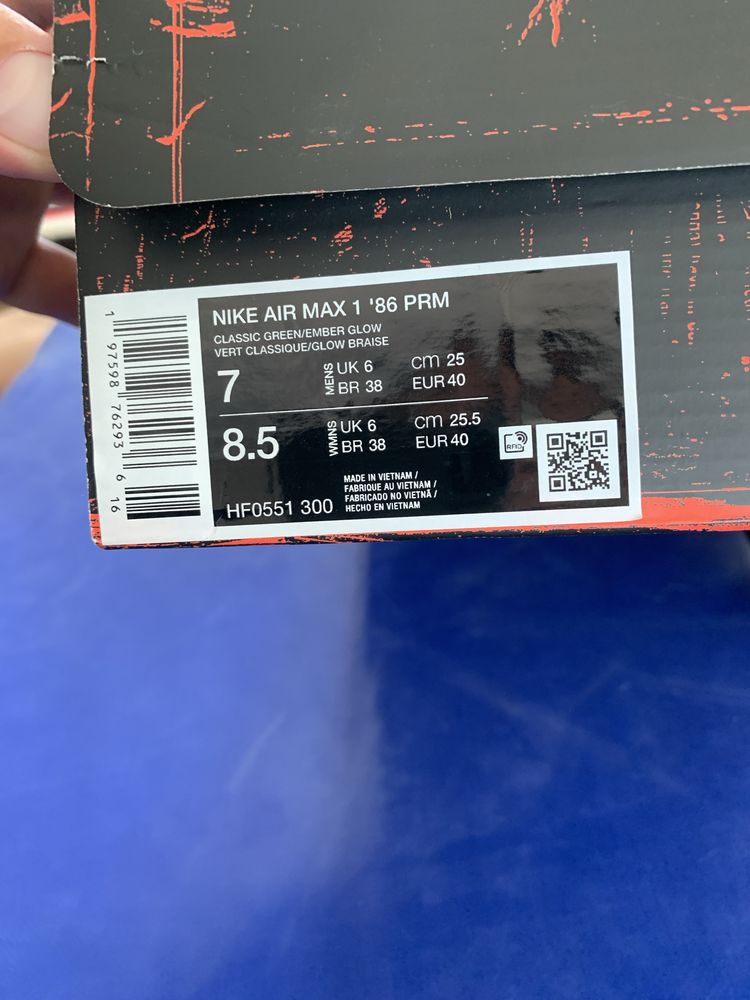 NIKE AIR MAX 1 '86 PRM
CLASSIC GREEN/EMBER GLOW
VERT CLASSIQUE/GLOW BRAISE
7 MENS UK 6 cm 25
BR 38 EUR 40
8.5 WMNS UK 6 cm 25.5
BR 38 EUR 40
RFID
HF0551 300
MADE IN VIETNAM /
FABRIQUE AU VIETNAM /
FABRICADO NO VIETNÃ /
HECHO EN VIETNAM
1 97598 76293 6 16